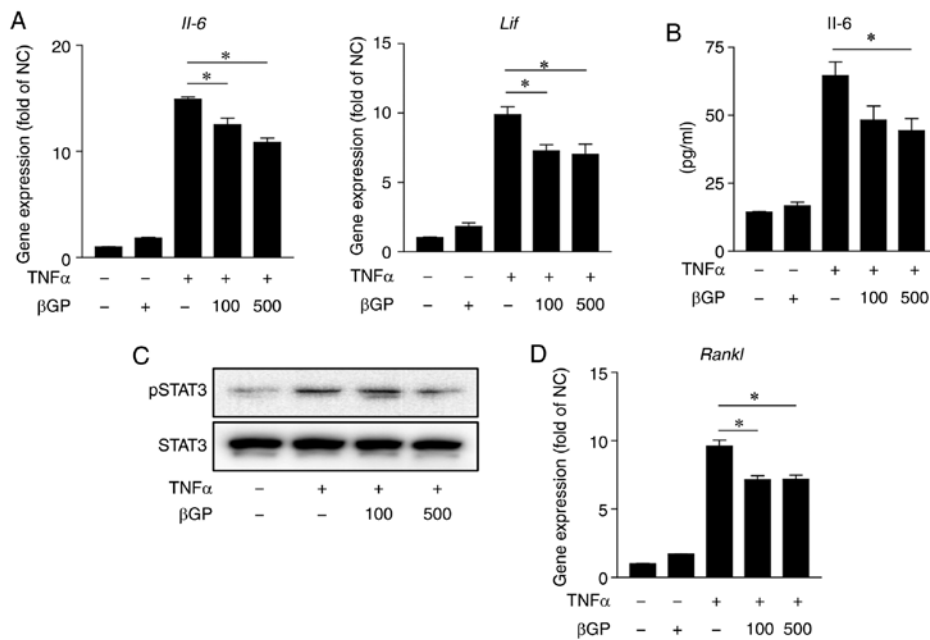 A
Il-6
Gene expression (fold of NC)
20
10
0
*
*
TNFα – – + + +
βGP – + – 100 500
Lif
Gene expression (fold of NC)
15
10
5
0
*
*
TNFα – – + + +
βGP – + – 100 500
B
Il-6
(pg/ml)
75
50
25
0
*
TNFα – – + + +
βGP – + – 100 500
C
pSTAT3
STAT3
TNFα – + + +
βGP – – 100 500
D
Rankl
Gene expression (fold of NC)
15
10
5
0
*
*
TNFα – – + + +
βGP – + – 100 500